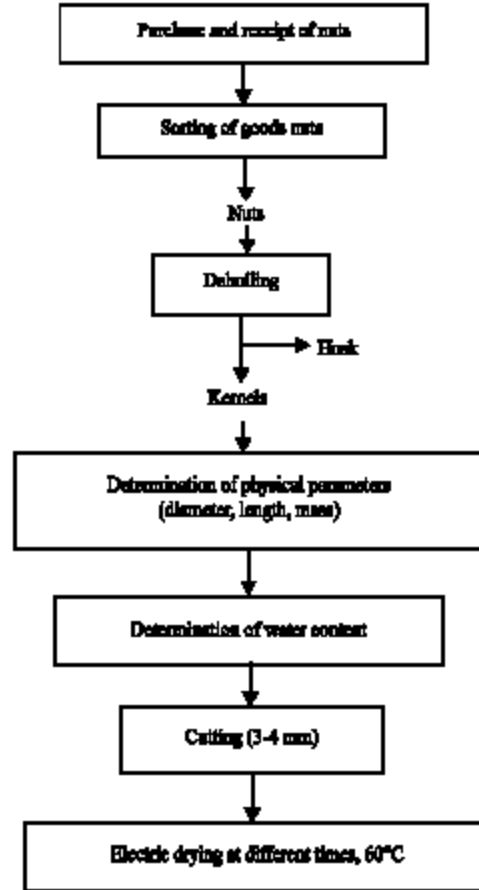 Purchase and receipt of nuts
Sorting of goods nuts
Nuts
Dehulling
Husk
Kernels
Determination of physical parameters
(diameter, length, mass)
Determination of water content
Cutting (3-4 mm)
Electric drying at different times, 60°C